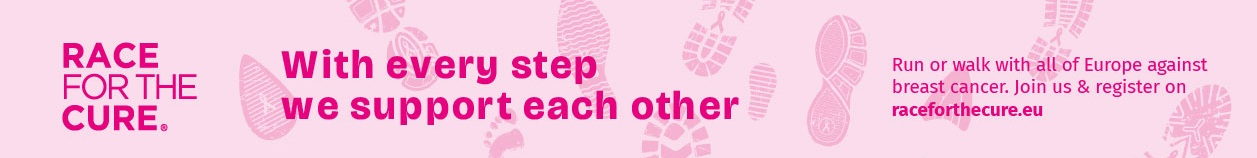 RACE
FOR THE
CURE®
With every step
we support each other
Run or walk with all of Europe against
breast cancer. Join us & register on
raceforthecure.eu